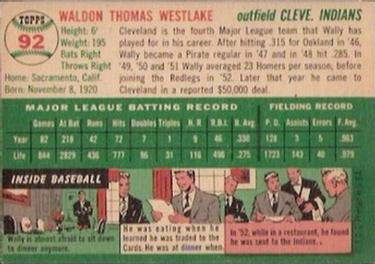 TOPPS
92
WALDON THOMAS WESTLAKE
outfield CLEVE. INDIANS
Height: 6'
Weight: 195
Bats Right
Throws Right
Home: Sacramento, Calif.
Born: November 8, 1920
Cleveland is the fourth Major League team that Wally has
played for in his career. After hitting .315 for Oakland in '46,
Wally became a Pirate regular in '47 and in '48 hit .285. In
'49, '50 and '51 Wally averaged 23 Homers per season, before
joining the Redlegs in '52. Later that year he came to
Cleveland in a reported $50,000 deal.
MAJOR LEAGUE BATTING RECORD
FIELDING RECORD
Games At Bat Runs Hits Doubles Triples H. R. R.B.I. B. Avg. P. O. Assists Errors F. Avg.
Year 82 218 42 72 7 1 9 46 .330 128 3 5 .963
Life 844 2829 436 777 31 116 496 .275 1723 143 40 .979
INSIDE BASEBALL
Wally is almost afraid to sit down
to dinner anymore.
He was eating when he
learned he was traded to the
Cards. He was at dinner when..
In '52, while in a restaurant, he found
he was sent to the Indians.